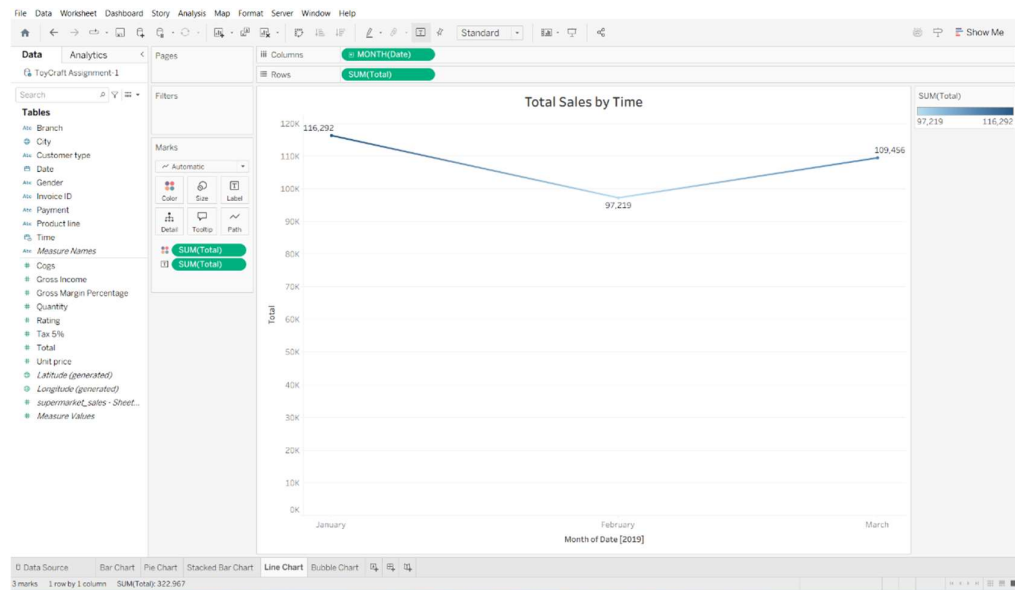 File Data Worksheet Dashboard Story Analysis Map Format Server Window Help
Standard
Show Me
Data Analytics
ToyCraft Assignment-1
Search
Tables
Abc Branch
City
Abc Customer type
Date
Abc Gender
Abc Invoice ID
Abc Payment
Abc Product line
Time
Abc Measure Names
# Cogs
# Gross Income
# Gross Margin Percentage
# Quantity
# Rating
# Tax 5%
# Total
# Unit price
Latitude (generated)
Longitude (generated)
# supermarket_sales - Sheet...
# Measure Values
Pages
Filters
Marks
Automatic
Color Size Label
Detail Tooltip Path
SUM(Total)
SUM(Total)
Columns MONTH(Date)
Rows SUM(Total)
Total Sales by Time
120K
110K
100K
90K
80K
70K
60K
50K
40K
30K
20K
10K
0K
Total
116,292
97,219
109,456
January February March
Month of Date [2019]
SUM(Total)
97,219 116,292
Data Source Bar Chart Pie Chart Stacked Bar Chart Line Chart Bubble Chart
3 marks 1 row by 1 column SUM(Total): 322,967